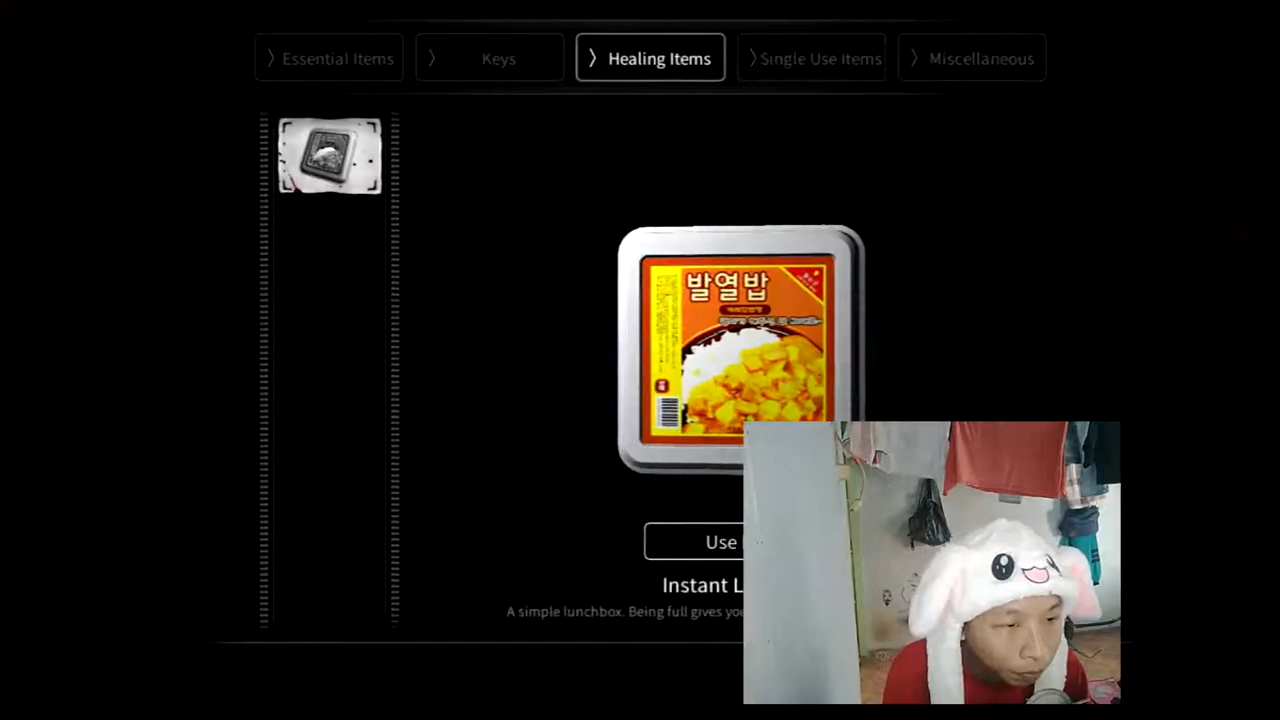 Essential Items
Keys
Healing Items
Single Use Items
Miscellaneous
발열밥
Use
Instant L
A simple lunchbox. Being full gives you